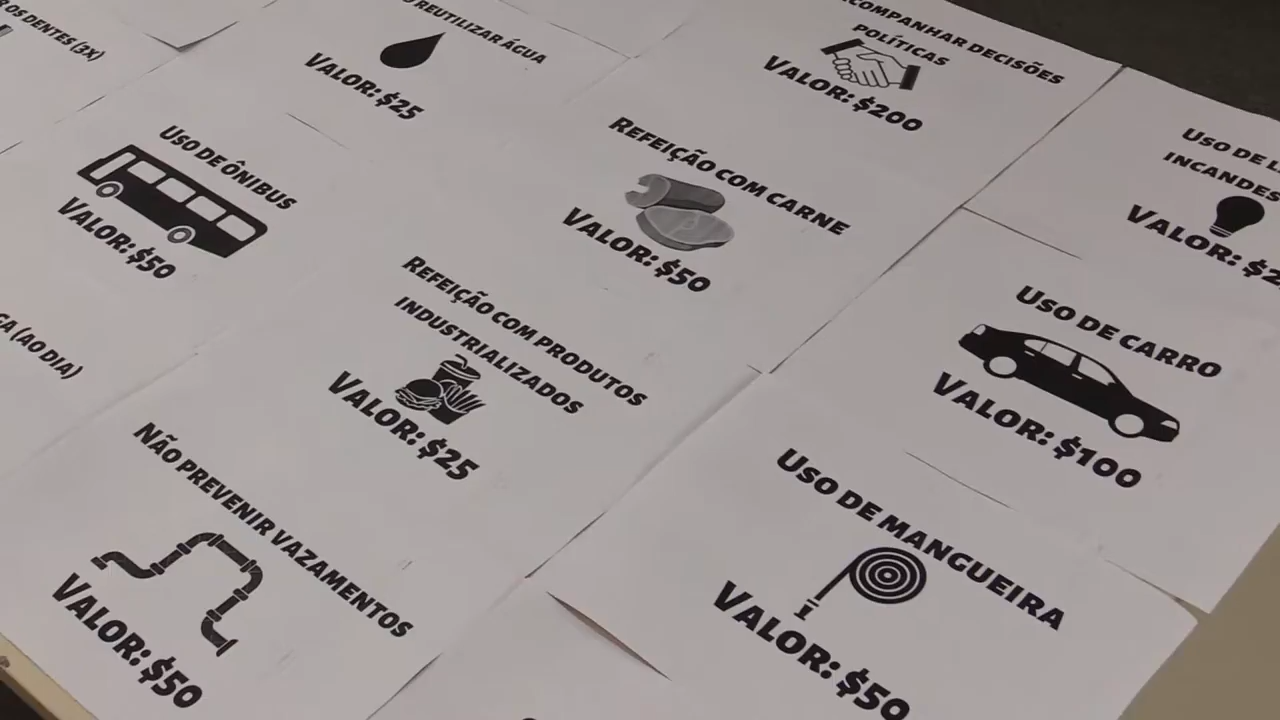 OS DENTES (3X)
REUTILIZAR ÁGUA
VALOR: $25
ACOMPANHAR DECISÕES
POLÍTICAS
VALOR: $200
USO DE ÔNIBUS
VALOR: $50
REFEIÇÃO COM CARNE
VALOR: $50
USO DE
VALOR:
REFEIÇÃO COM PRODUTOS
INDUSTRIALIZADOS
VALOR: $25
USO DE CARRO
VALOR: $100
(AO DIA)
NÃO PREVENIR VAZAMENTOS
VALOR: $50
USO DE MANGUEIRA
VALOR: $50